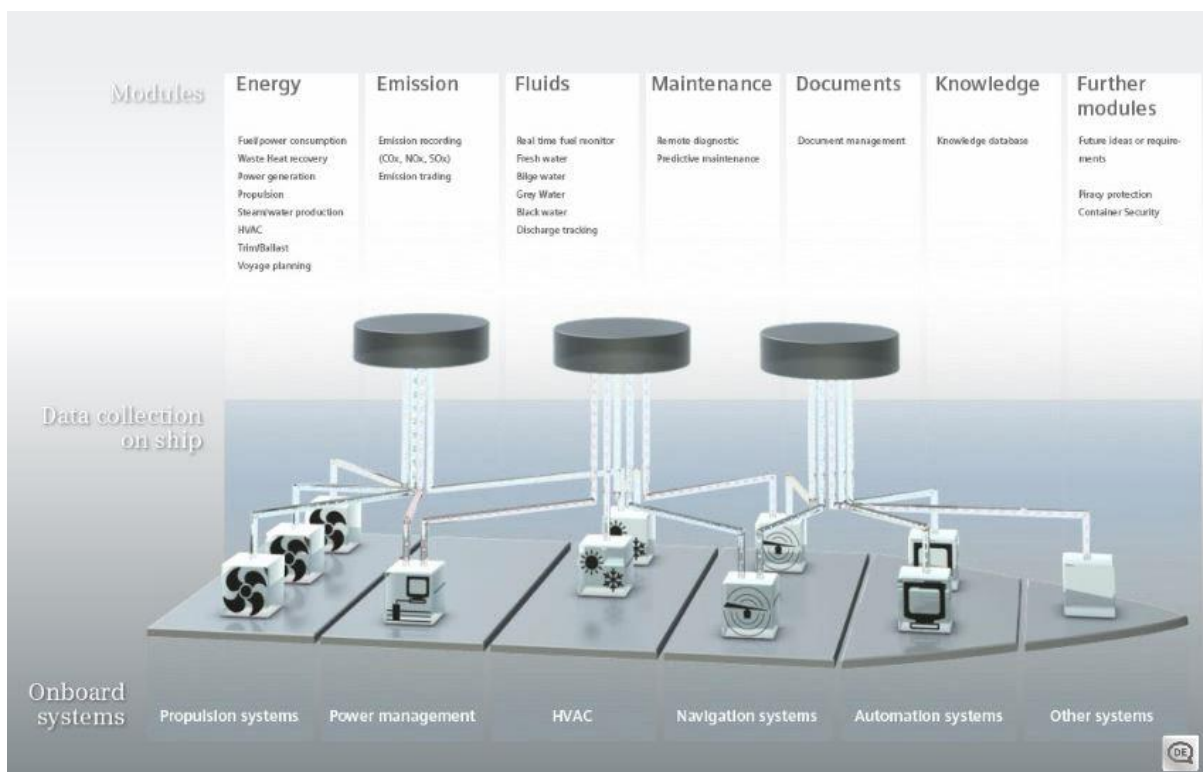 Modules
Energy
Fuel/power consumption
Waste Heat recovery
Power generation
Propulsion
Steam/water production
HVAC
Trim/Ballast
Voyage planning
Emission
Emission recording
(COx, NOx, SOx)
Emission trading
Fluids
Real time fuel monitor
Fresh water
Bilge water
Grey Water
Black water
Discharge tracking
Maintenance
Remote diagnostic
Predictive maintenance
Documents
Document management
Knowledge
Knowledge database
Further
modules
Future ideas or require-
ments
Piracy protection
Container Security
Data collection
on ship
Onboard
systems
Propulsion systems
Power management
HVAC
Navigation systems
Automation systems
Other systems
DE